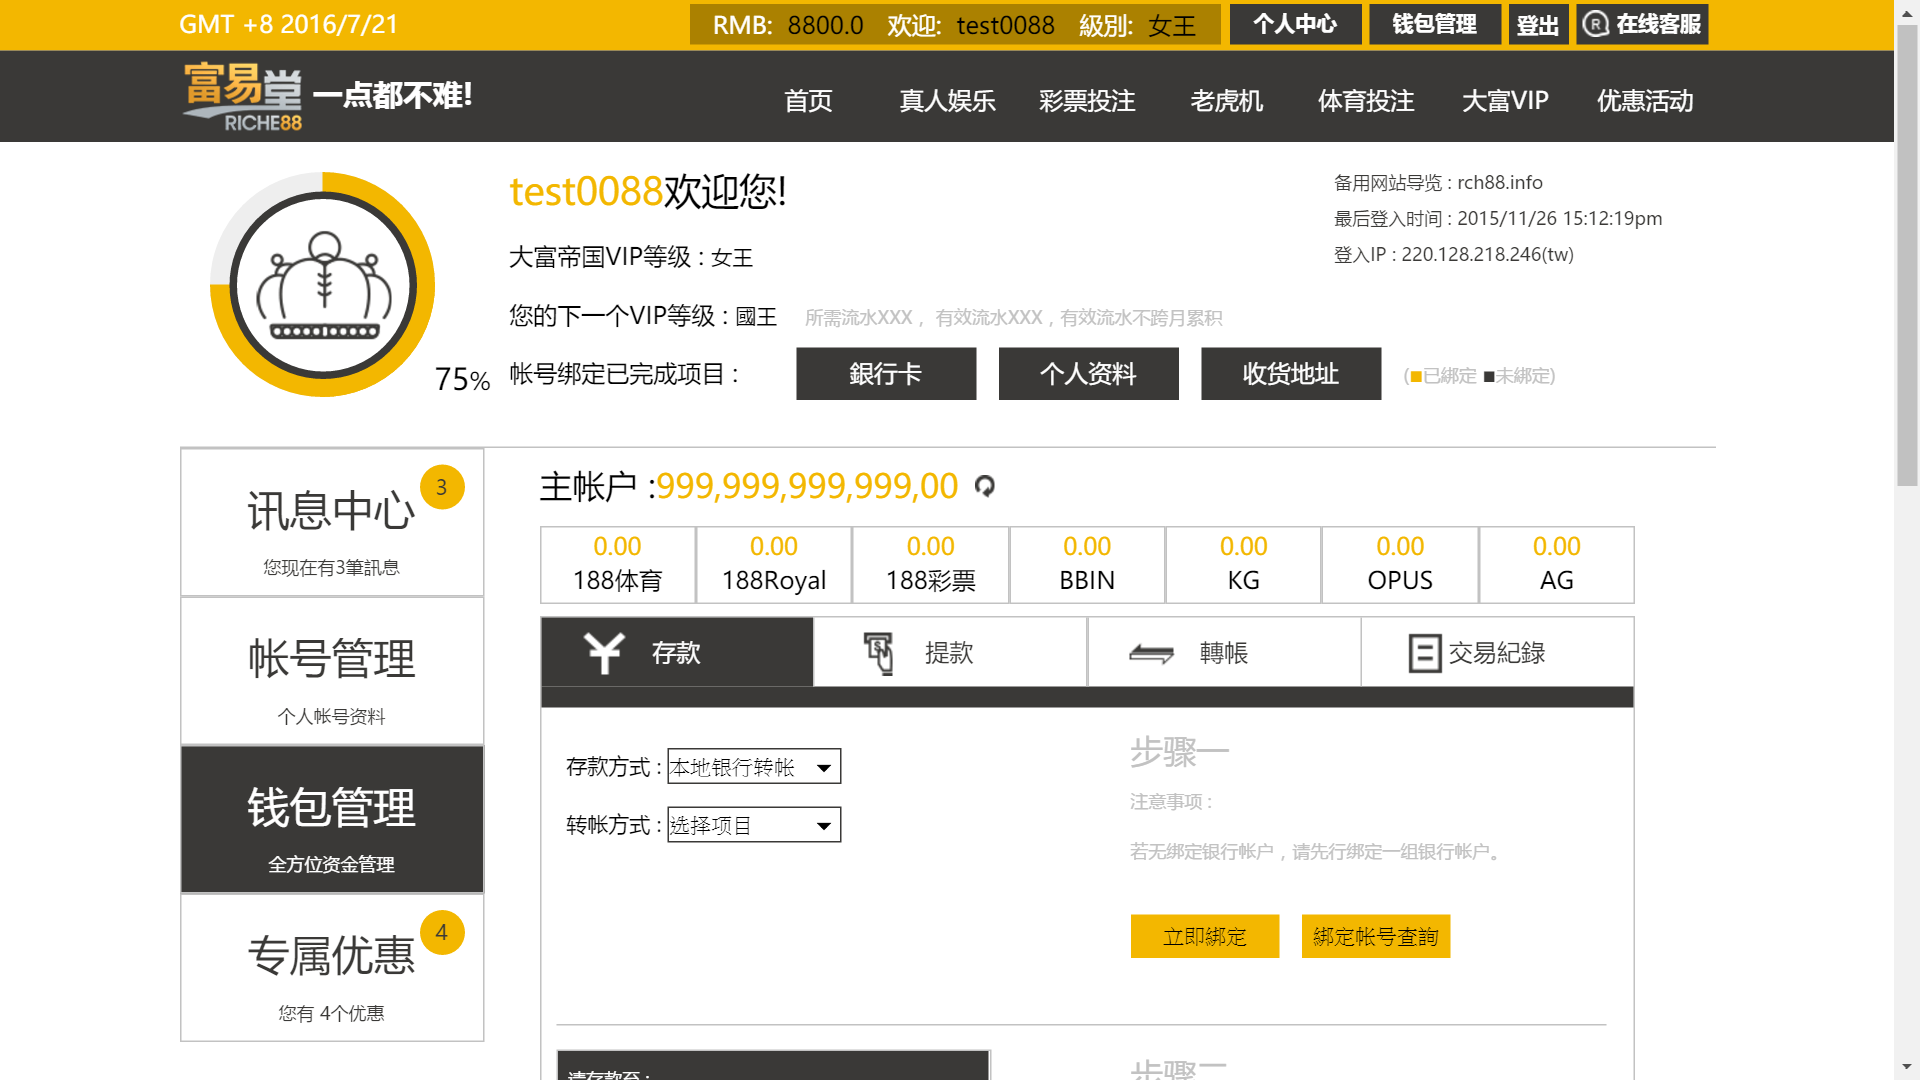 GMT +8 2016/7/21
RMB: 8800.0 欢迎: test0088 級別: 女王
个人中心
钱包管理
登出
R 在线客服
富易堂
RICHE88
一点都不难!
首页 真人娱乐 彩票投注 老虎机 体育投注 大富VIP 优惠活动
75%
test0088欢迎您!
大富帝国VIP等级 : 女王
您的下一个VIP等级 : 國王 所需流水XXX , 有效流水XXX , 有效流水不跨月累积
帐号绑定已完成项目 : 銀行卡 个人资料 收货地址 (■已綁定 ■未綁定)
备用网站导览 : rch88.info
最后登入时间 : 2015/11/26 15:12:19pm
登入IP : 220.128.218.246(tw)
讯息中心 3
您现在有3筆訊息
帐号管理
个人帐号资料
钱包管理
全方位资金管理
专属优惠 4
您有 4个优惠
主帐户 :999,999,999,999,00
0.00 0.00 0.00 0.00 0.00 0.00 0.00
188体育 188Royal 188彩票 BBIN KG OPUS AG
存款 提款 轉帳 交易紀錄
存款方式 : 本地银行转帐
转帐方式 : 选择项目
步骤一
注意事项 :
若无绑定银行帐户 , 请先行绑定一组银行帐户。
立即綁定 綁定帐号查詢
请存款至 :
步骤二